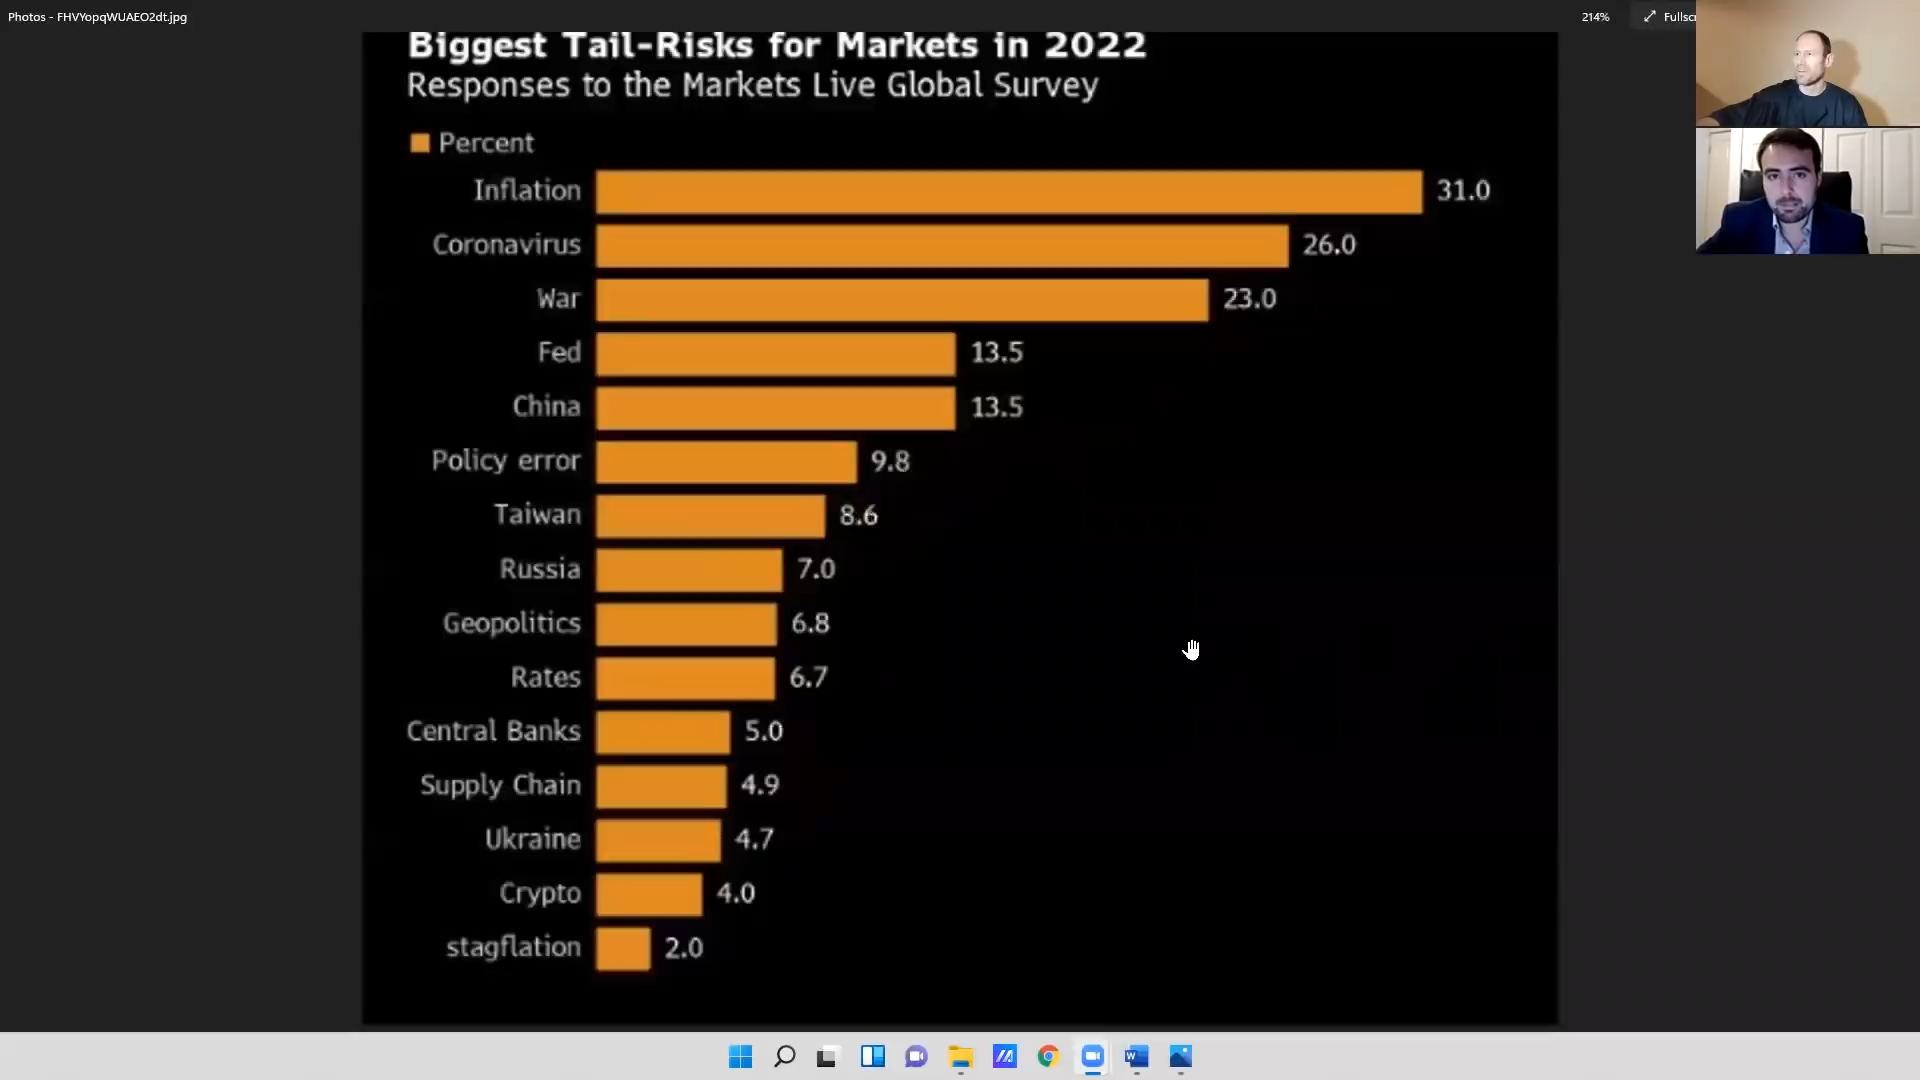 Photos - FHVYopqWUAEO2dt.jpg
214%
Biggest Tail-Risks for Markets in 2022
Responses to the Markets Live Global Survey
Percent
Inflation 31.0
Coronavirus 26.0
War 23.0
Fed 13.5
China 13.5
Policy error 9.8
Taiwan 8.6
Russia 7.0
Geopolitics 6.8
Rates 6.7
Central Banks 5.0
Supply Chain 4.9
Ukraine 4.7
Crypto 4.0
stagflation 2.0